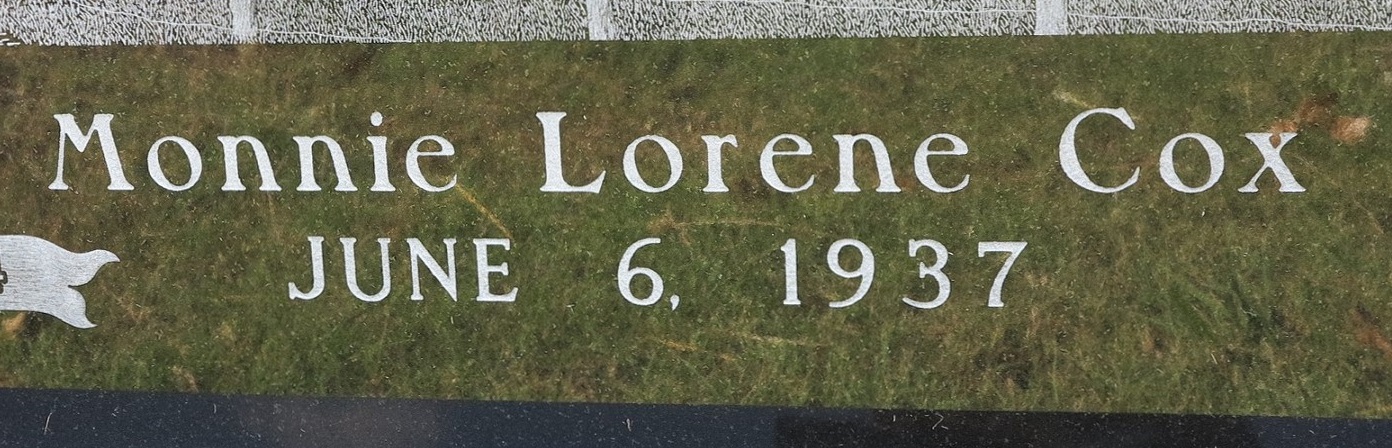 Monnie Lorene Cox
JUNE 6, 1937